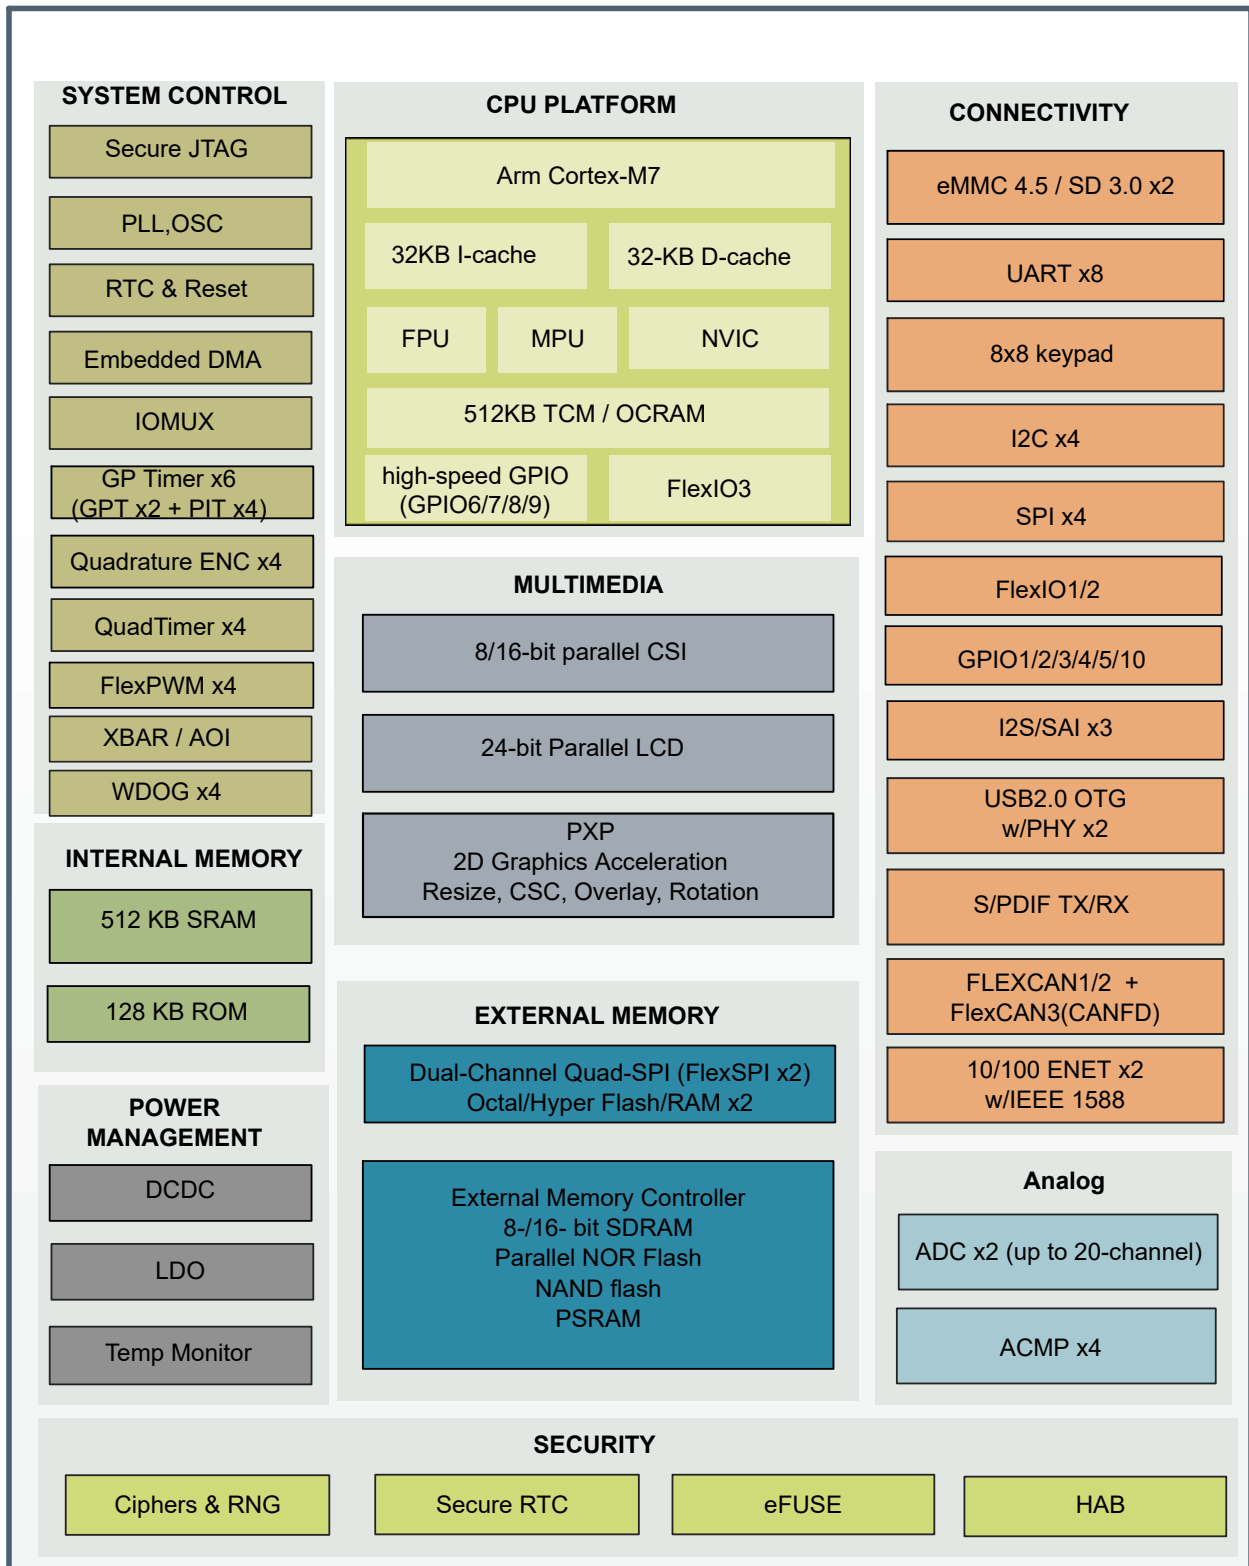 SYSTEM CONTROL
Secure JTAG
PLL,OSC
RTC & Reset
Embedded DMA
IOMUX
GP Timer x6
(GPT x2 + PIT x4)
Quadrature ENC x4
QuadTimer x4
FlexPWM x4
XBAR / AOI
WDOG x4
INTERNAL MEMORY
512 KB SRAM
128 KB ROM
POWER
MANAGEMENT
DCDC
LDO
Temp Monitor
CPU PLATFORM
Arm Cortex-M7
32KB I-cache
32-KB D-cache
FPU
MPU
NVIC
512KB TCM / OCRAM
high-speed GPIO
(GPIO6/7/8/9)
FlexIO3
MULTIMEDIA
8/16-bit parallel CSI
24-bit Parallel LCD
PXP
2D Graphics Acceleration
Resize, CSC, Overlay, Rotation
EXTERNAL MEMORY
Dual-Channel Quad-SPI (FlexSPI x2)
Octal/Hyper Flash/RAM x2
External Memory Controller
8-/16- bit SDRAM
Parallel NOR Flash
NAND flash
PSRAM
CONNECTIVITY
eMMC 4.5 / SD 3.0 x2
UART x8
8x8 keypad
I2C x4
SPI x4
FlexIO1/2
GPIO1/2/3/4/5/10
I2S/SAI x3
USB2.0 OTG
w/PHY x2
S/PDIF TX/RX
FLEXCAN1/2 +
FlexCAN3(CANFD)
10/100 ENET x2
w/IEEE 1588
Analog
ADC x2 (up to 20-channel)
ACMP x4
SECURITY
Ciphers & RNG
Secure RTC
eFUSE
HAB